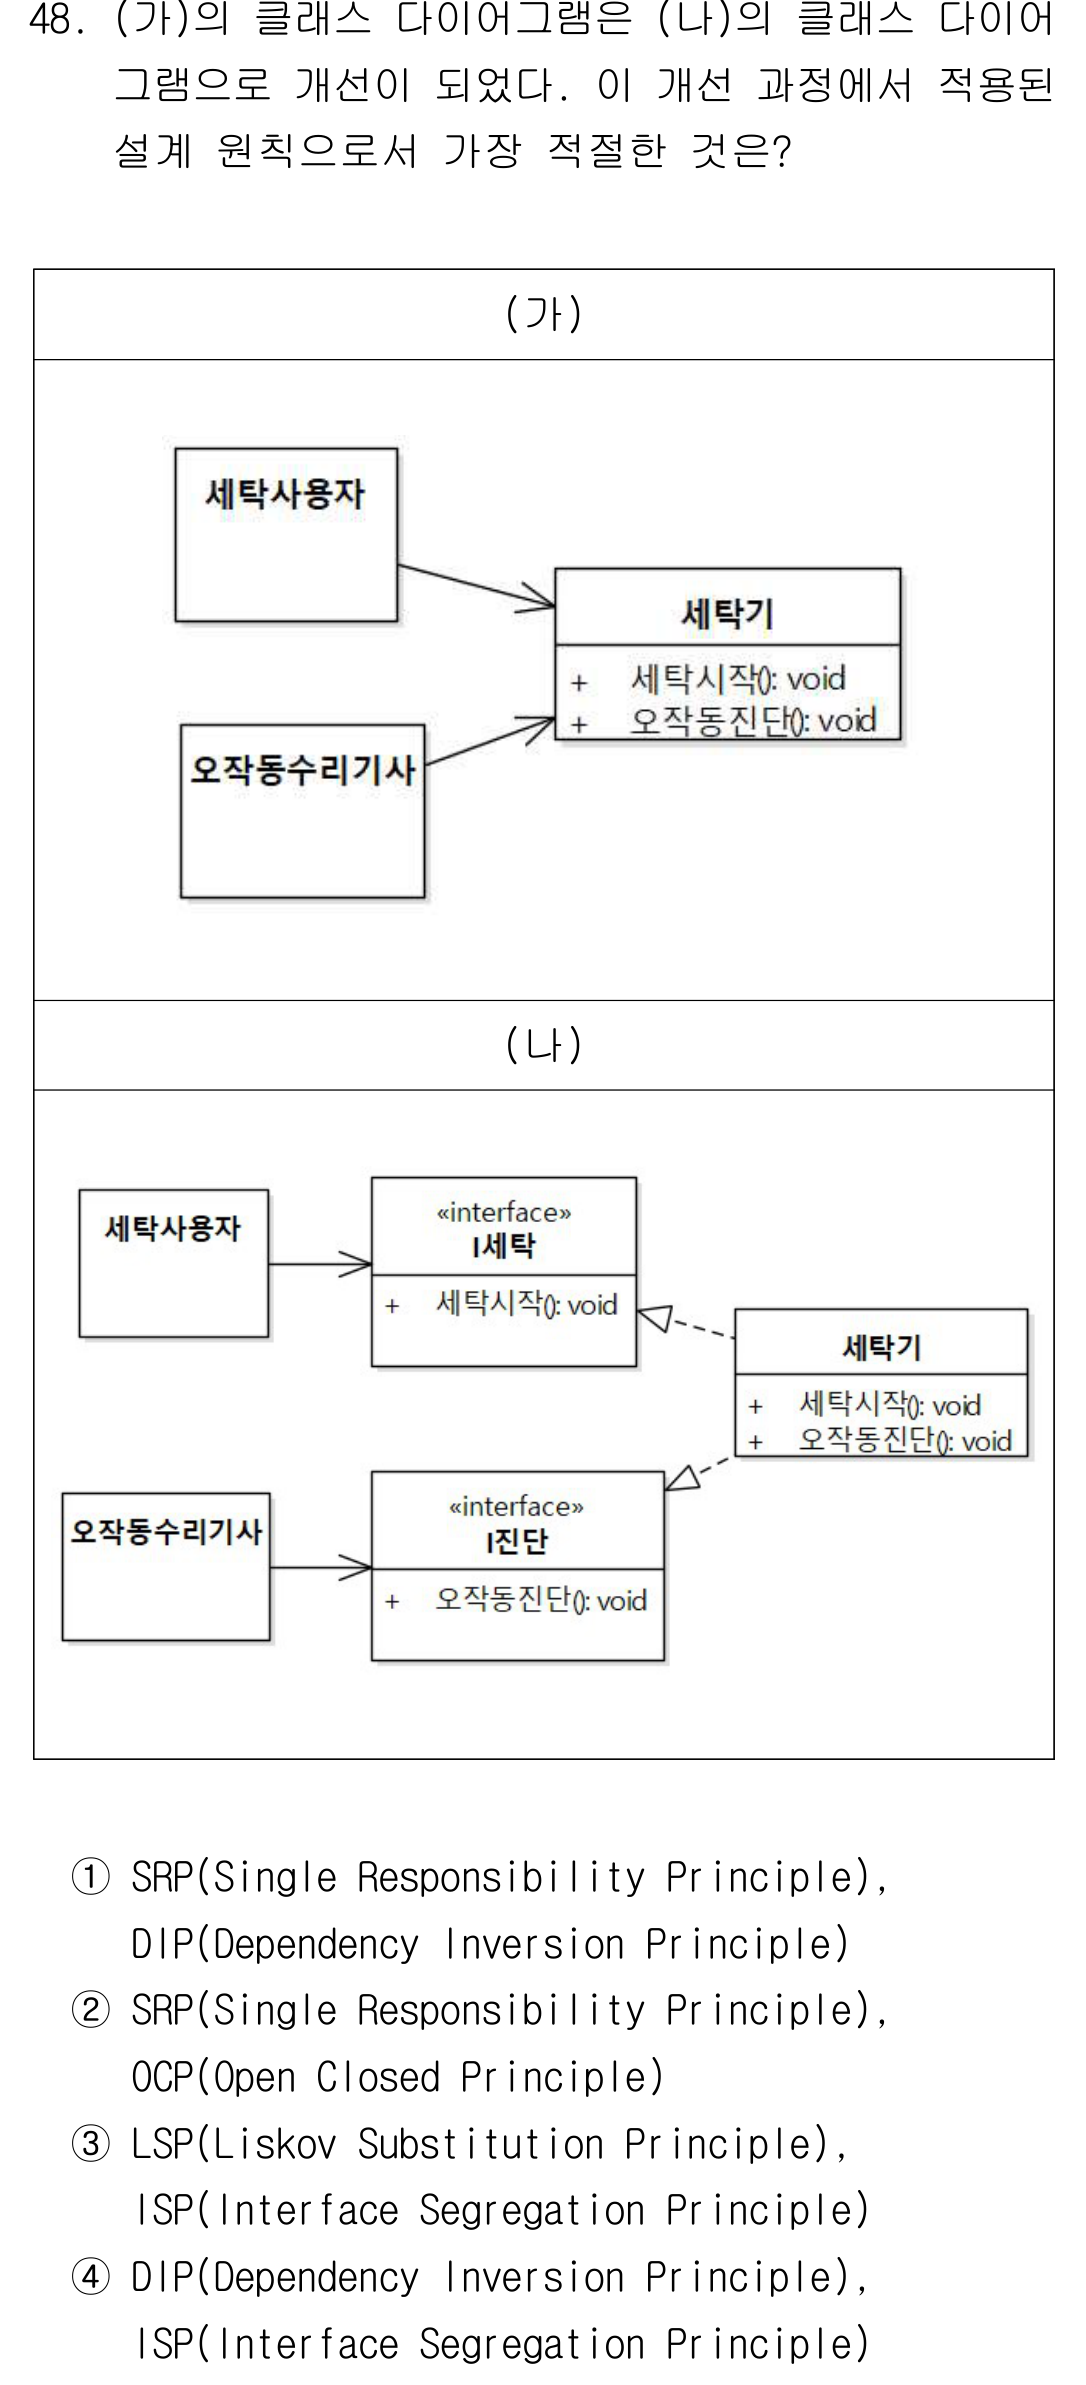 48. (가)의 클래스 다이어그램은 (나)의 클래스 다이어
그램으로 개선이 되었다. 이 개선 과정에서 적용된
설계 원칙으로서 가장 적절한 것은?
(가)
세탁사용자
세탁기
+ 세탁시작(): void
+ 오작동진단(): void
오작동수리기사
(나)
세탁사용자
«interface»
I세탁
+ 세탁시작(): void
세탁기
+ 세탁시작(): void
+ 오작동진단(): void
오작동수리기사
«interface»
I진단
+ 오작동진단(): void
① SRP(Single Responsibility Principle),
DIP(Dependency Inversion Principle)
② SRP(Single Responsibility Principle),
OCP(Open Closed Principle)
③ LSP(Liskov Substitution Principle),
ISP(Interface Segregation Principle)
④ DIP(Dependency Inversion Principle),
ISP(Interface Segregation Principle)